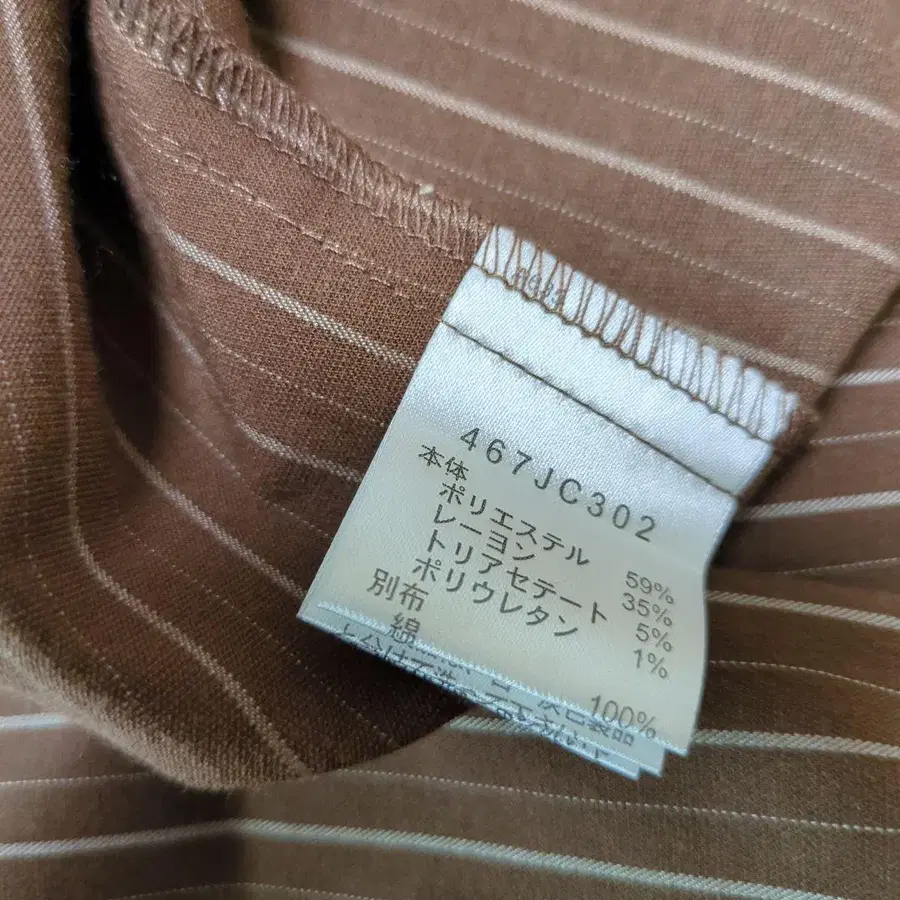 467JC302
本体
ポリエステル 59%
レーヨン 35%
トリアセテート 5%
ポリウレタン 1%
別布
綿 100%